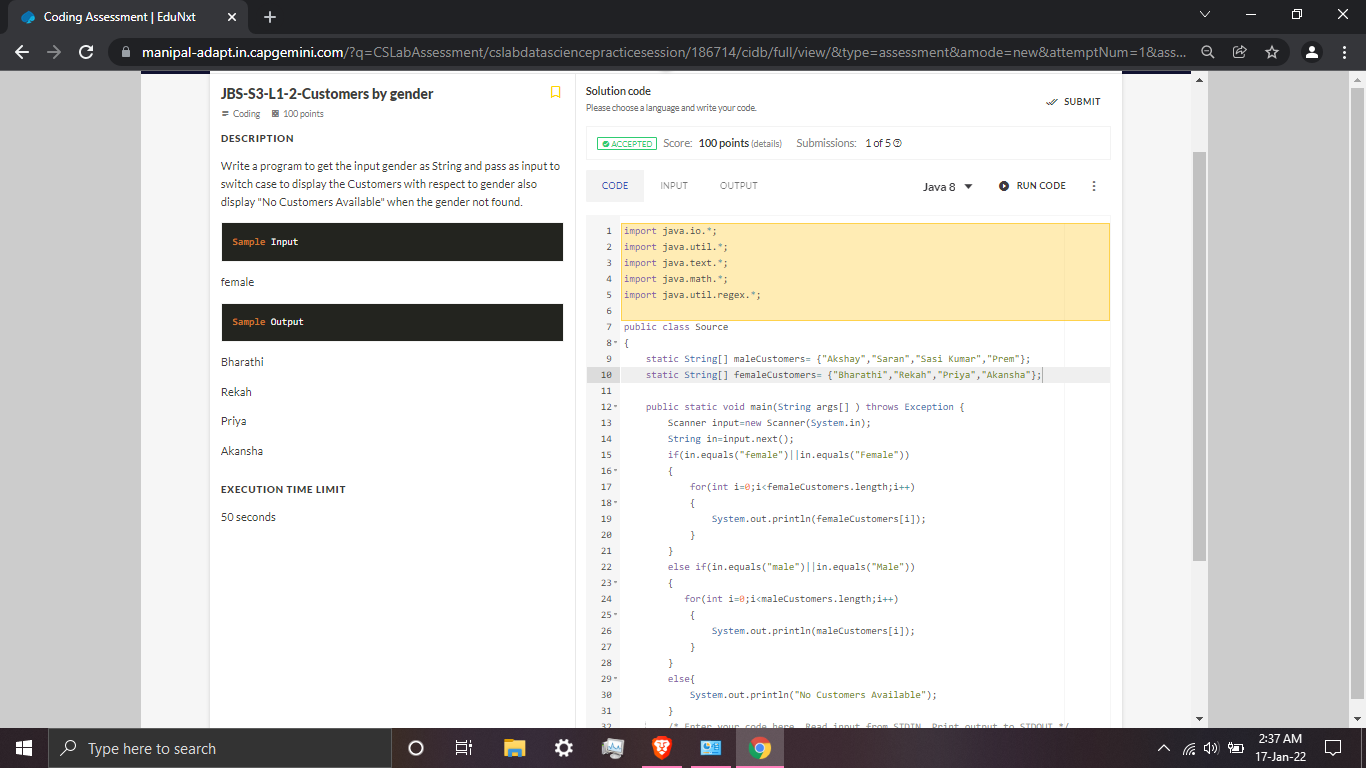 Coding Assessment | EduNxt
manipal-adapt.in.capgemini.com/?q=CSLabAssessment/cslabdatasciencepracticesession/186714/cidb/full/view/&type=assessment&amode=new&attemptNum=1&ass...
JBS-S3-L1-2-Customers by gender
Coding 100 points
DESCRIPTION
Write a program to get the input gender as String and pass as input to
switch case to display the Customers with respect to gender also
display "No Customers Available" when the gender not found.
Sample Input
female
Sample Output
Bharathi
Rekah
Priya
Akansha
EXECUTION TIME LIMIT
50 seconds
Solution code
Please choose a language and write your code.
SUBMIT
ACCEPTED Score: 100 points (details) Submissions: 1 of 5
CODE INPUT OUTPUT Java 8 RUN CODE
1 import java.io.*;
2 import java.util.*;
3 import java.text.*;
4 import java.math.*;
5 import java.util.regex.*;
6
7 public class Source
8 {
9 static String[] maleCustomers= {"Akshay","Saran","Sasi Kumar","Prem"};
10 static String[] femaleCustomers= {"Bharathi","Rekah","Priya","Akansha"};
11
12 public static void main(String args[] ) throws Exception {
13 Scanner input=new Scanner(System.in);
14 String in=input.next();
15 if(in.equals("female")||in.equals("Female"))
16 {
17 for(int i=0;i<femaleCustomers.length;i++)
18 {
19 System.out.println(femaleCustomers[i]);
20 }
21 }
22 else if(in.equals("male")||in.equals("Male"))
23 {
24 for(int i=0;i<maleCustomers.length;i++)
25 {
26 System.out.println(maleCustomers[i]);
27 }
28 }
29 else{
30 System.out.println("No Customers Available");
31 }
32 /* Enter your code here. Read input from STDIN. Print output to STDOUT */
Type here to search
2:37 AM
17-Jan-22